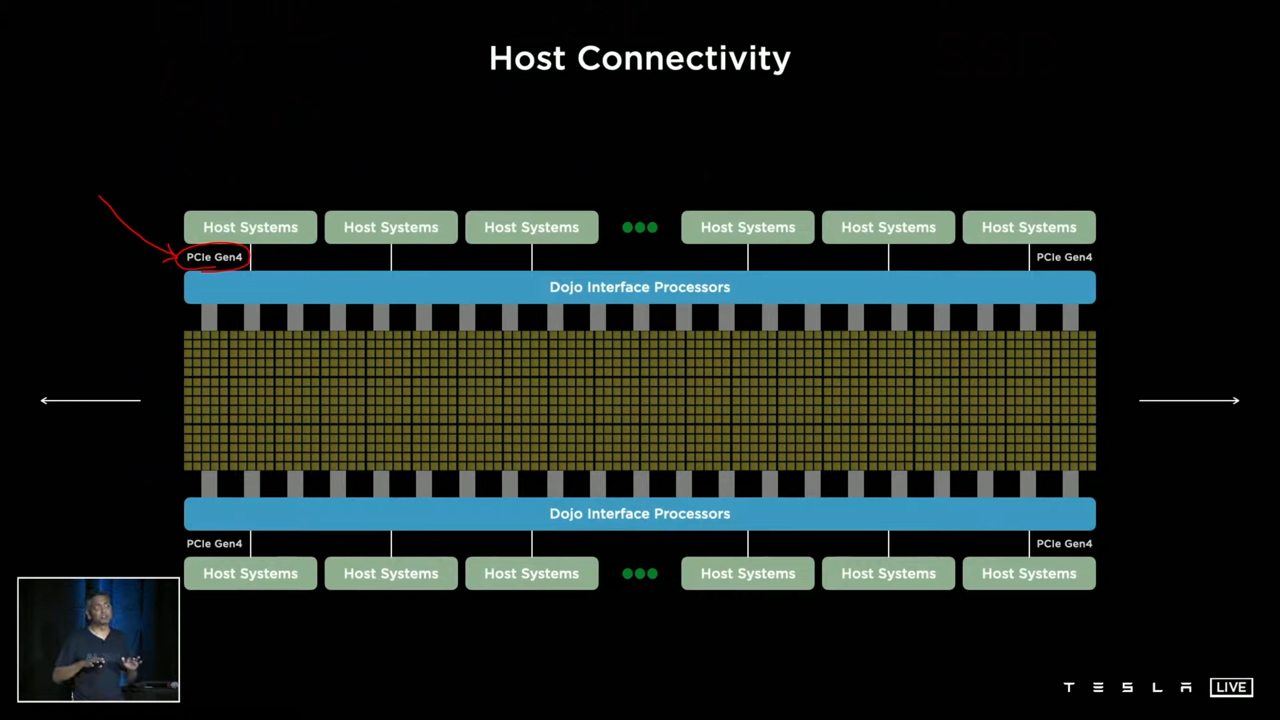 Host Connectivity
Host Systems Host Systems Host Systems Host Systems Host Systems Host Systems
PCIe Gen4 PCIe Gen4
Dojo Interface Processors
Dojo Interface Processors
PCIe Gen4 PCIe Gen4
Host Systems Host Systems Host Systems Host Systems Host Systems Host Systems
TESLA LIVE